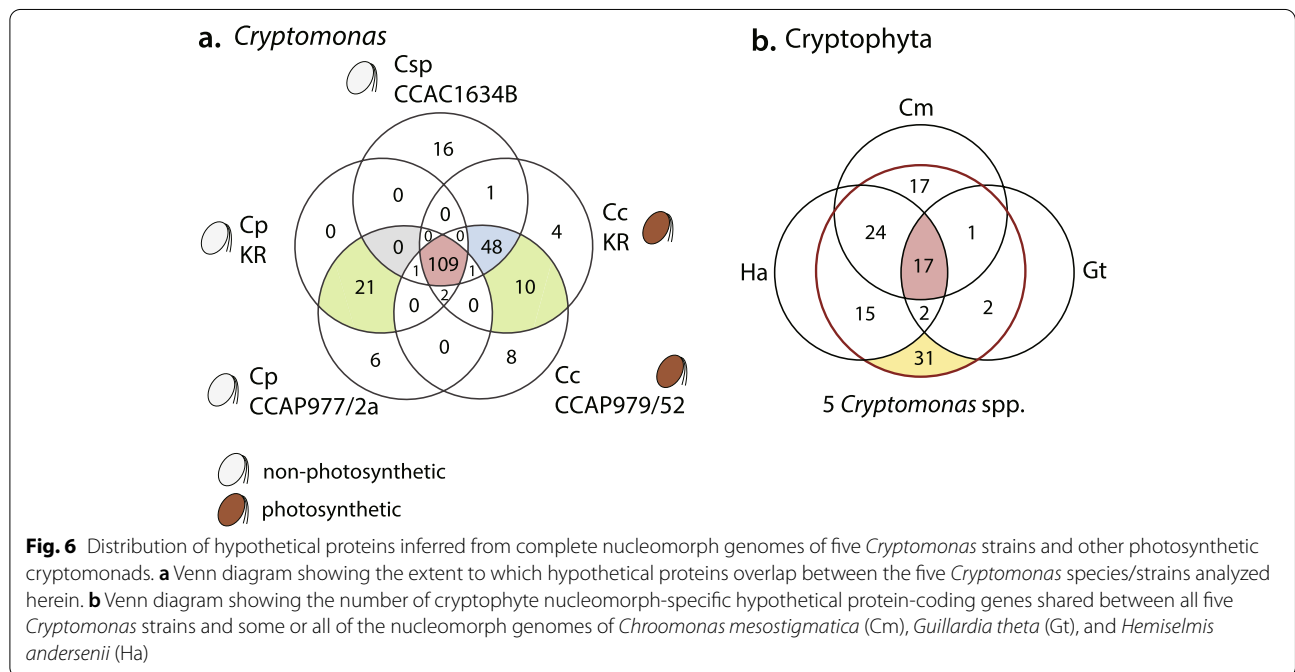 a. Cryptomonas
b. Cryptophyta
Csp
CCAC1634B
Cp
KR
Cc
KR
Cp
CCAP977/2a
Cc
CCAP979/52
16
0
1
0
0
4
0
0
0
48
109
1
1
21
10
2
0
0
6
0
8
non-photosynthetic
photosynthetic
Cm
Ha
Gt
17
24
1
17
15
2
2
31
5 Cryptomonas spp.
Fig. 6 Distribution of hypothetical proteins inferred from complete nucleomorph genomes of five Cryptomonas strains and other photosynthetic
cryptomonads. a Venn diagram showing the extent to which hypothetical proteins overlap between the five Cryptomonas species/strains analyzed
herein. b Venn diagram showing the number of cryptophyte nucleomorph-specific hypothetical protein-coding genes shared between all five
Cryptomonas strains and some or all of the nucleomorph genomes of Chroomonas mesostigmatica (Cm), Guillardia theta (Gt), and Hemiselmis
andersenii (Ha)